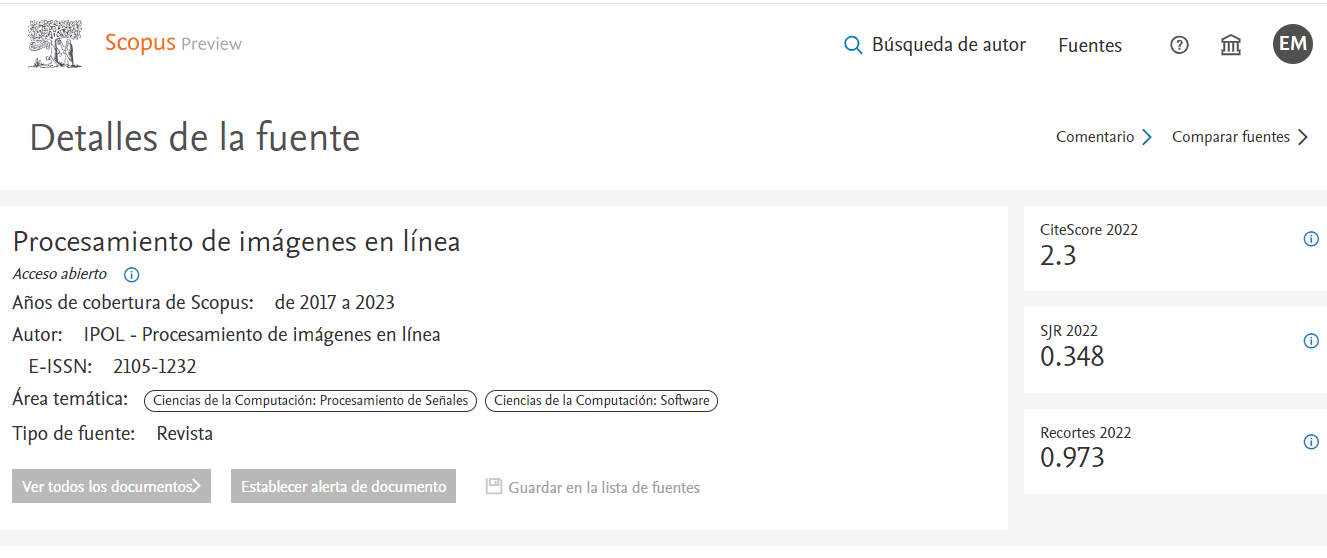 Scopus Preview
Búsqueda de autor
Fuentes
EM
Detalles de la fuente
Comentario
Comparar fuentes
Procesamiento de imágenes en línea
Acceso abierto
Años de cobertura de Scopus: de 2017 a 2023
Autor: IPOL - Procesamiento de imágenes en línea
E-ISSN: 2105-1232
Área temática: Ciencias de la Computación: Procesamiento de Señales Ciencias de la Computación: Software
Tipo de fuente: Revista
Ver todos los documentos
Establecer alerta de documento
Guardar en la lista de fuentes
CiteScore 2022
2.3
SJR 2022
0.348
Recortes 2022
0.973